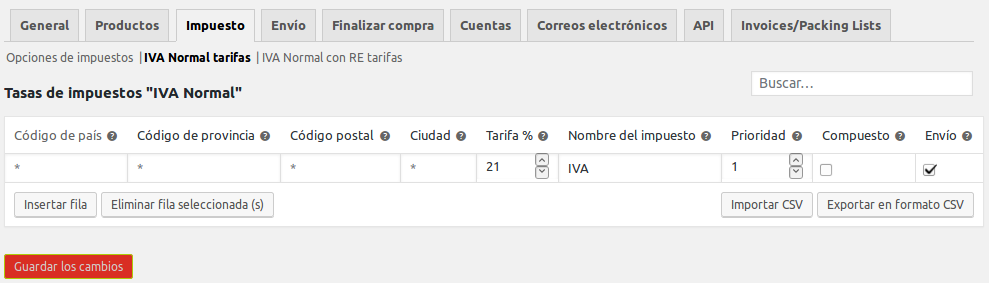 General Productos Impuesto Envío Finalizar compra Cuentas Correos electrónicos API Invoices/Packing Lists
Opciones de impuestos | IVA Normal tarifas | IVA Normal con RE tarifas
Buscar...
Tasas de impuestos "IVA Normal"
Código de país ? Código de provincia ? Código postal ? Ciudad ? Tarifa % ? Nombre del impuesto ? Prioridad ? Compuesto ? Envío ?
* * * * 21 IVA 1
Insertar fila Eliminar fila seleccionada (s) Importar CSV Exportar en formato CSV
Guardar los cambios